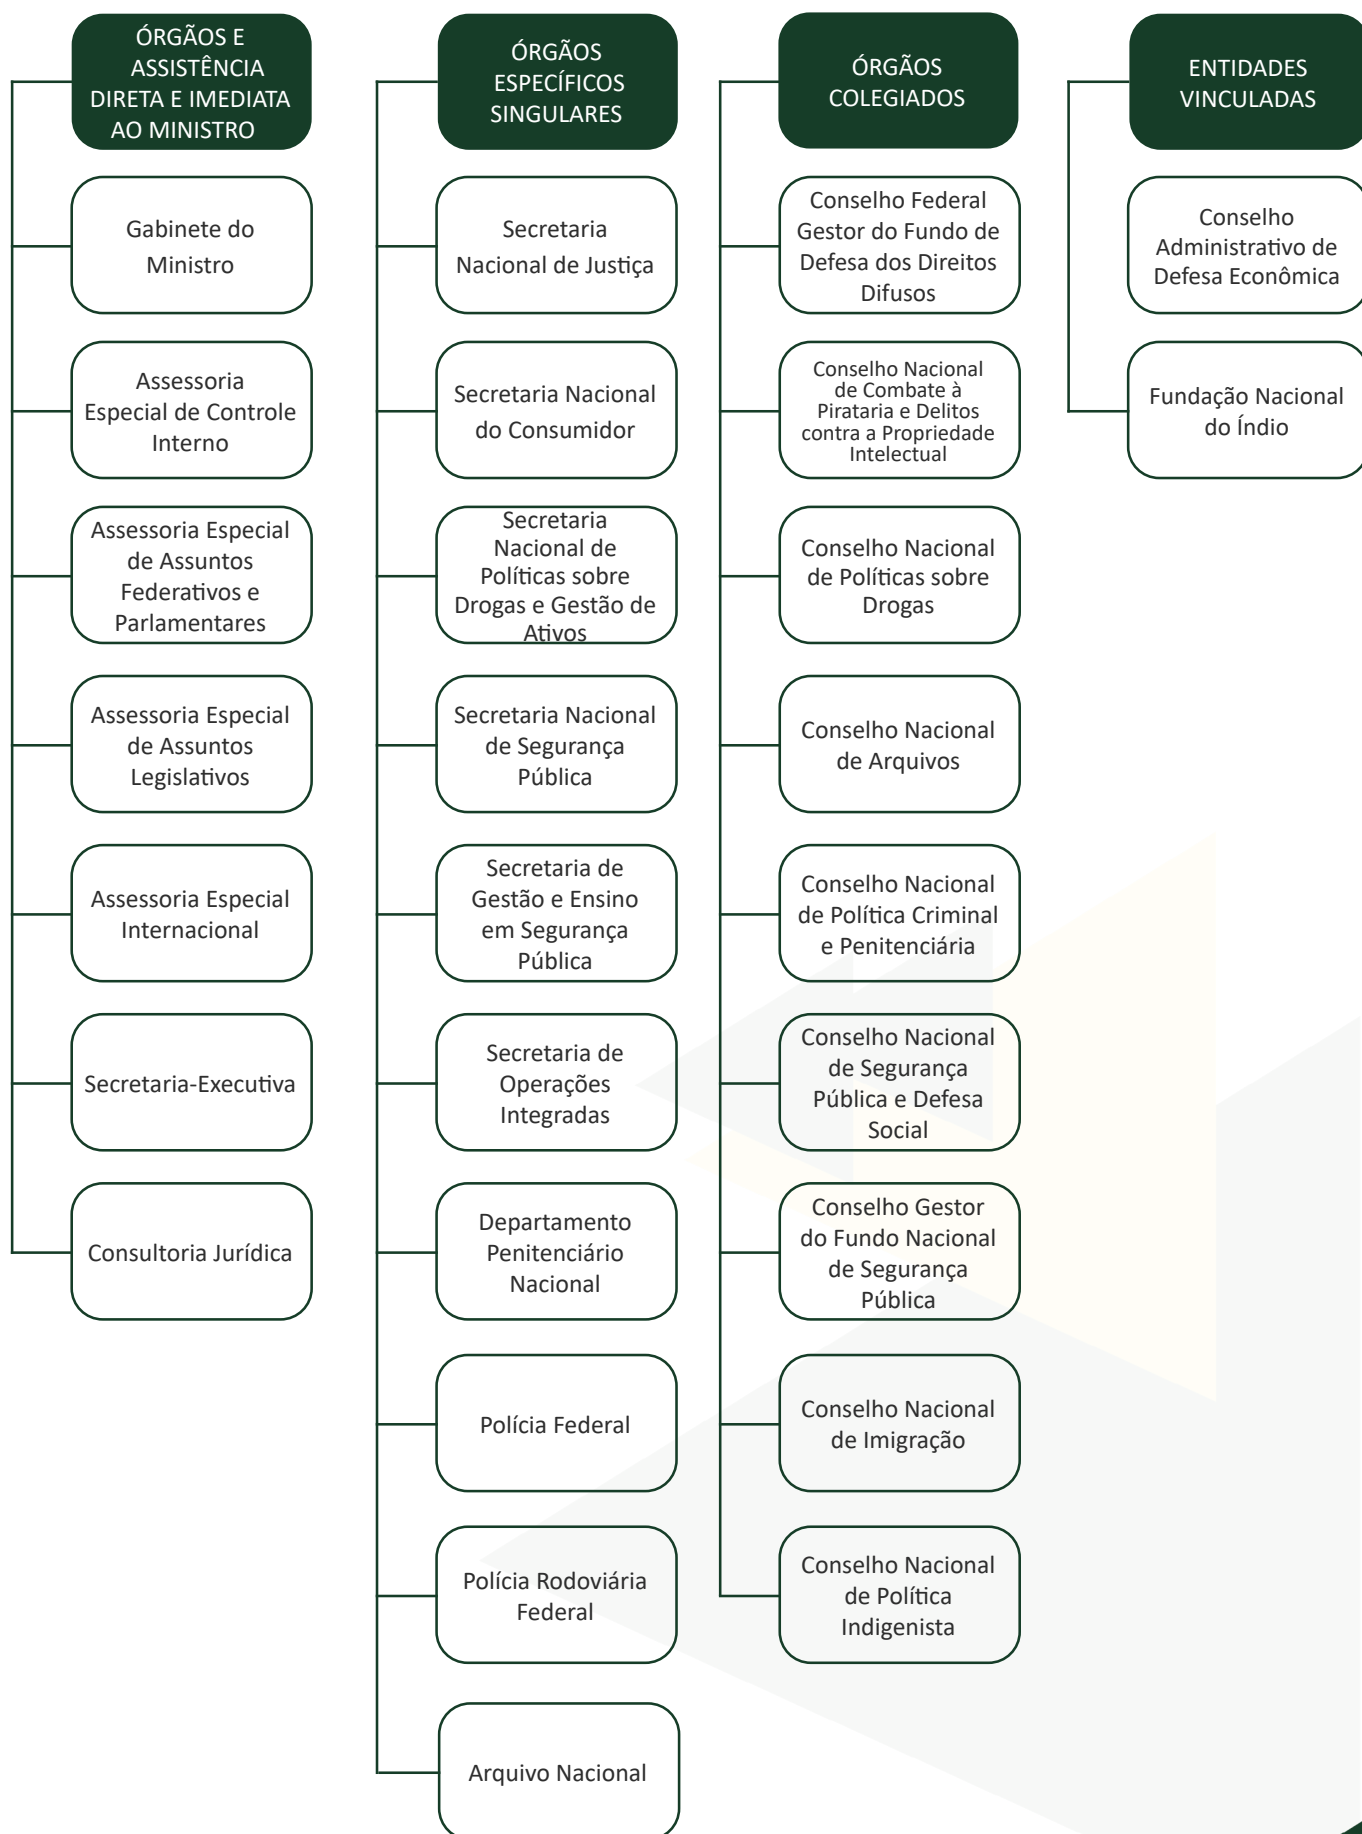 ÓRGÃOS E
ASSISTÊNCIA
DIRETA E IMEDIATA
AO MINISTRO
Gabinete do
Ministro
Assessoria
Especial de Controle
Interno
Assessoria Especial
de Assuntos
Federativos e
Parlamentares
Assessoria Especial
de Assuntos
Legislativos
Assessoria Especial
Internacional
Secretaria-Executiva
Consultoria Jurídica
ÓRGÃOS
ESPECÍFICOS
SINGULARES
Secretaria
Nacional de Justiça
Secretaria Nacional
do Consumidor
Secretaria
Nacional de
Políticas sobre
Drogas e Gestão de
Ativos
Secretaria Nacional
de Segurança
Pública
Secretaria de
Gestão e Ensino
em Segurança
Pública
Secretaria de
Operações
Integradas
Departamento
Penitenciário
Nacional
Polícia Federal
Polícia Rodoviária
Federal
Arquivo Nacional
ÓRGÃOS
COLEGIADOS
Conselho Federal
Gestor do Fundo de
Defesa dos Direitos
Difusos
Conselho Nacional
de Combate à
Pirataria e Delitos
contra a Propriedade
Intelectual
Conselho Nacional
de Políticas sobre
Drogas
Conselho Nacional
de Arquivos
Conselho Nacional
de Política Criminal
e Penitenciária
Conselho Nacional
de Segurança
Pública e Defesa
Social
Conselho Gestor
do Fundo Nacional
de Segurança
Pública
Conselho Nacional
de Imigração
Conselho Nacional
de Política
Indigenista
ENTIDADES
VINCULADAS
Conselho
Administrativo de
Defesa Econômica
Fundação Nacional
do Índio